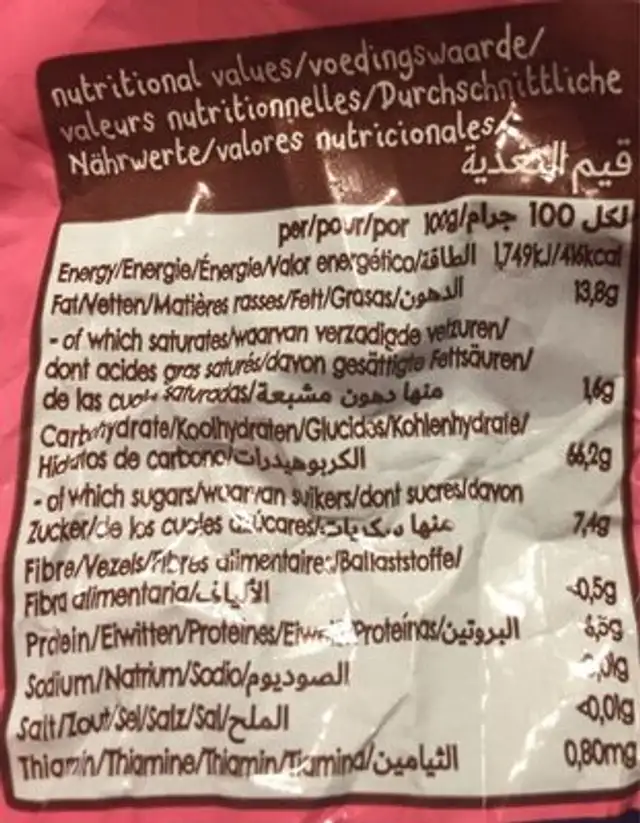 nutritional values/voedingswaarde/
valeurs nutritionnelles/Durchschnittliche
Nährwerte/valores nutricionales/
قيم التغذية
per/pour/por 100g/لكل 100 جرام
Energy/Energie/Énergie/Valor energético/الطاقة 1,749kJ/416kcal
Fat/Vetten/Matières rasses/Fett/Grasas/الدهون 13,8g
- of which saturates/waarvan verzadigde vetzuren/
dont acides gras saturés/davon gesättigte Fettsäuren/
de las saturadas/منها دهون مشبعة 1,6g
Carbohydrate/Koolhydraten/Glucides/Kohlenhydrate/
Hidratos de carbono/الكربوهيدرات 66,2g
- of which sugars/waarvan suikers/dont sucres/davon
Zucker/de los cuales azúcares/منها سكريات 7,4g
Fibre/Vezels/Fibres alimentaires/Ballaststoffe/
Fibra alimentaria/الألياف <0,5g
Protein/Eiwitten/Proteines/Eiweiß/Proteínas/البروتين
Sodium/Natrium/Sodio/الصوديوم
Salt/Zout/Sel/Salz/Sal/الملح <0,01g
Thiamin/Thiamine/Thiamin/Tiamina/الثيامين 0,80mg